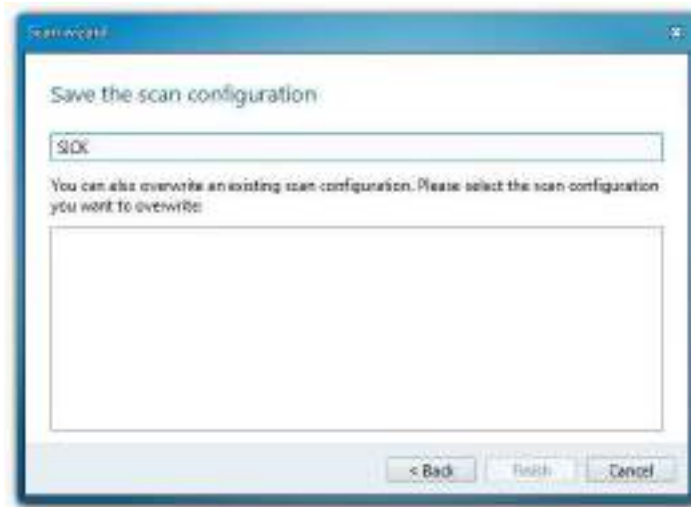 Scan wizard
Save the scan configuration
SICK
You can also overwrite an existing scan configuration. Please select the scan configuration
you want to overwrite:
< Back
Finish
Cancel